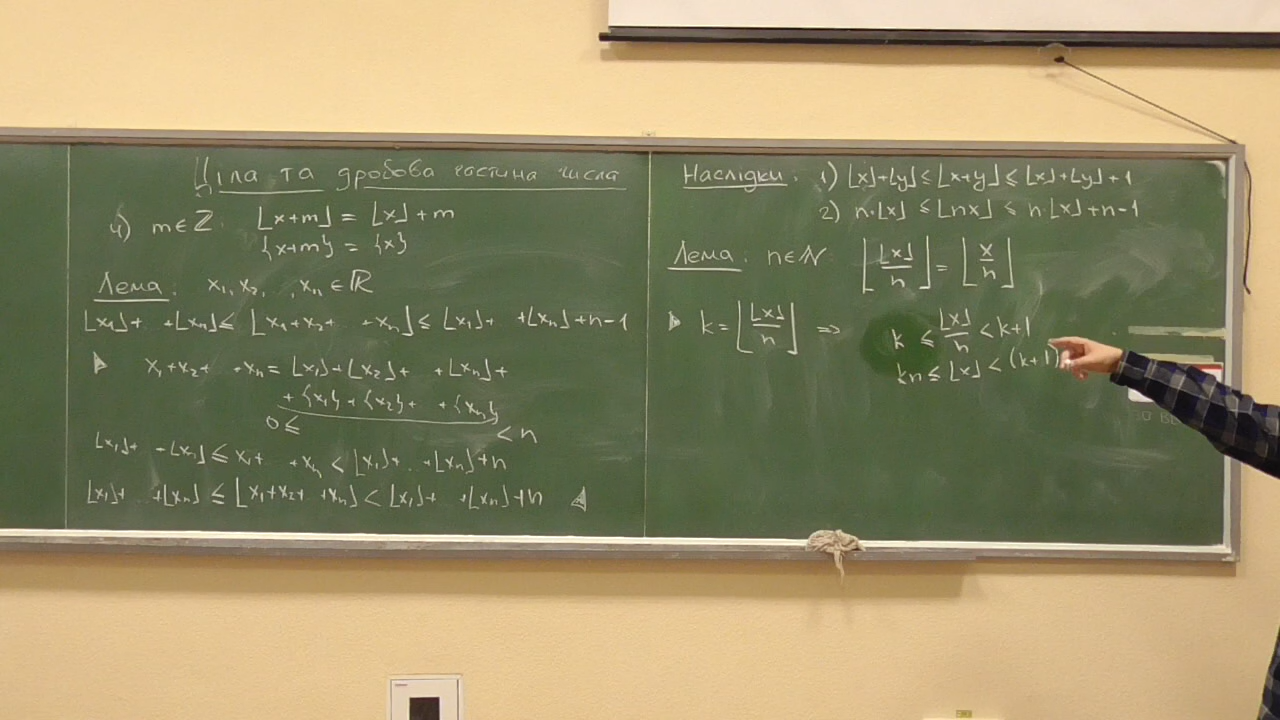 Ціла та дробова частина числа
4) m∈ℤ. ⌊x+m⌋ = ⌊x⌋+m
{x+m} = {x}
Лема. x₁, x₂, , xₙ∈ℝ
⌊x₁⌋+ +⌊xₙ⌋≤⌊x₁+x₂+ +xₙ⌋≤⌊x₁⌋+ +⌊xₙ⌋+n-1
x₁+x₂+ +xₙ=⌊x₁⌋+⌊x₂⌋+ +⌊xₙ⌋+
+{x₁}+{x₂}+ +{xₙ}
0≤ <n
⌊x₁⌋+ +⌊xₙ⌋≤x₁+ +xₙ<⌊x₁⌋+ +⌊xₙ⌋+n
⌊x₁⌋+ +⌊xₙ⌋≤⌊x₁+x₂+ +xₙ⌋<⌊x₁⌋+ +⌊xₙ⌋+n
Наслідки. 1) ⌊x⌋+⌊y⌋≤⌊x+y⌋≤⌊x⌋+⌊y⌋+1
2) n·⌊x⌋≤⌊nx⌋≤n·⌊x⌋+n-1
Лема. n∈ℕ ⌊⌊x⌋/n⌋=⌊x/n⌋
k=⌊⌊x⌋/n⌋ ⇒ k≤⌊x⌋/n<k+1
kn≤⌊x⌋<(k+1)